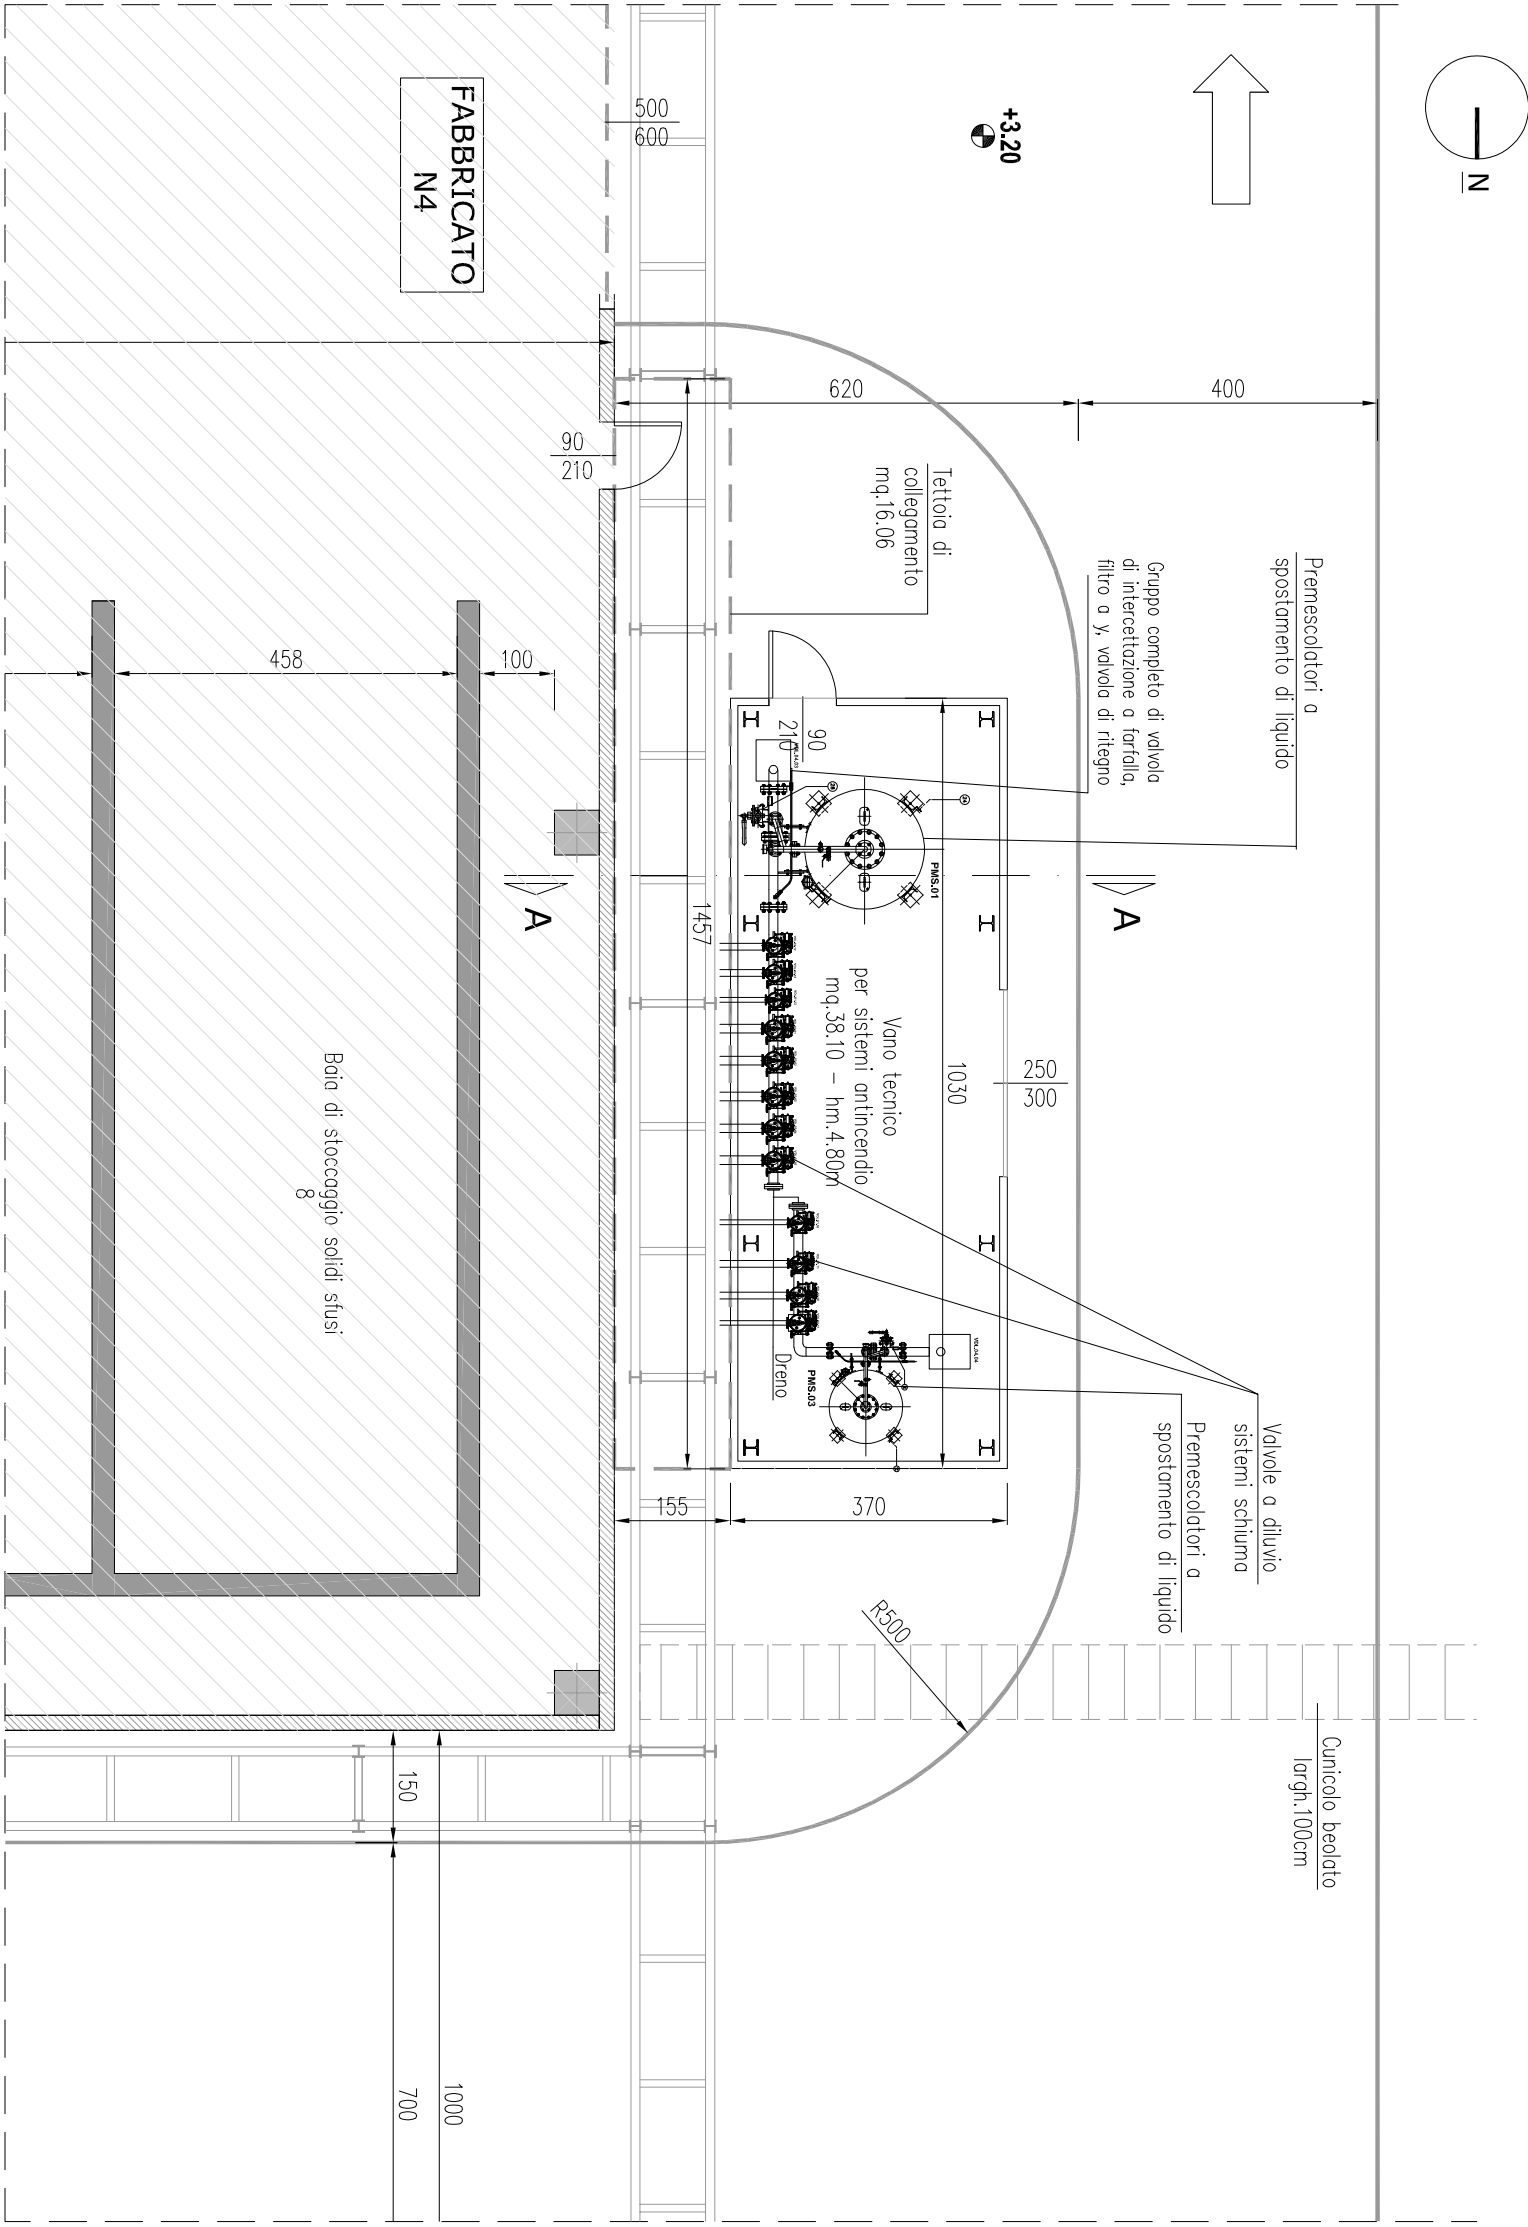 N
+3.20
FABBRICATO
N4
500
600
620
400
90
210
Tettoia di
collegamento
mq.16.06
Gruppo completo di valvola
di intercettazione a farfalla,
filtro a y, valvola di ritegno
Premescolatori a
spostamento di liquido
458
100
90
210
PMS.01
A
A
1457
Vano tecnico
per sistemi antincendio
mq.38.10 - hm.4.80m
1030
250
300
Baia di stoccaggio solidi sfusi
8
Dreno
PMS.03
Valvole a diluvio
sistemi schiuma
Premescolatori a
spostamento di liquido
155
370
R500
Cunicolo beolato
largh.100cm
150
1000
700